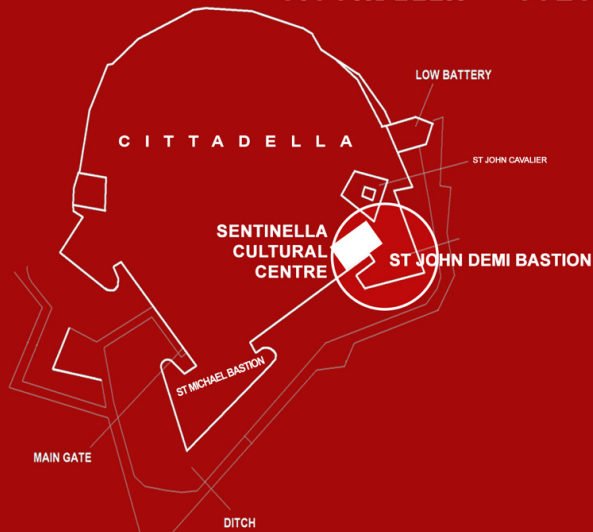 LOW BATTERY
CITTADELLA
ST JOHN CAVALIER
SENTINELLA
CULTURAL
CENTRE
ST JOHN DEMI BASTION
ST MICHAEL BASTION
MAIN GATE
DITCH